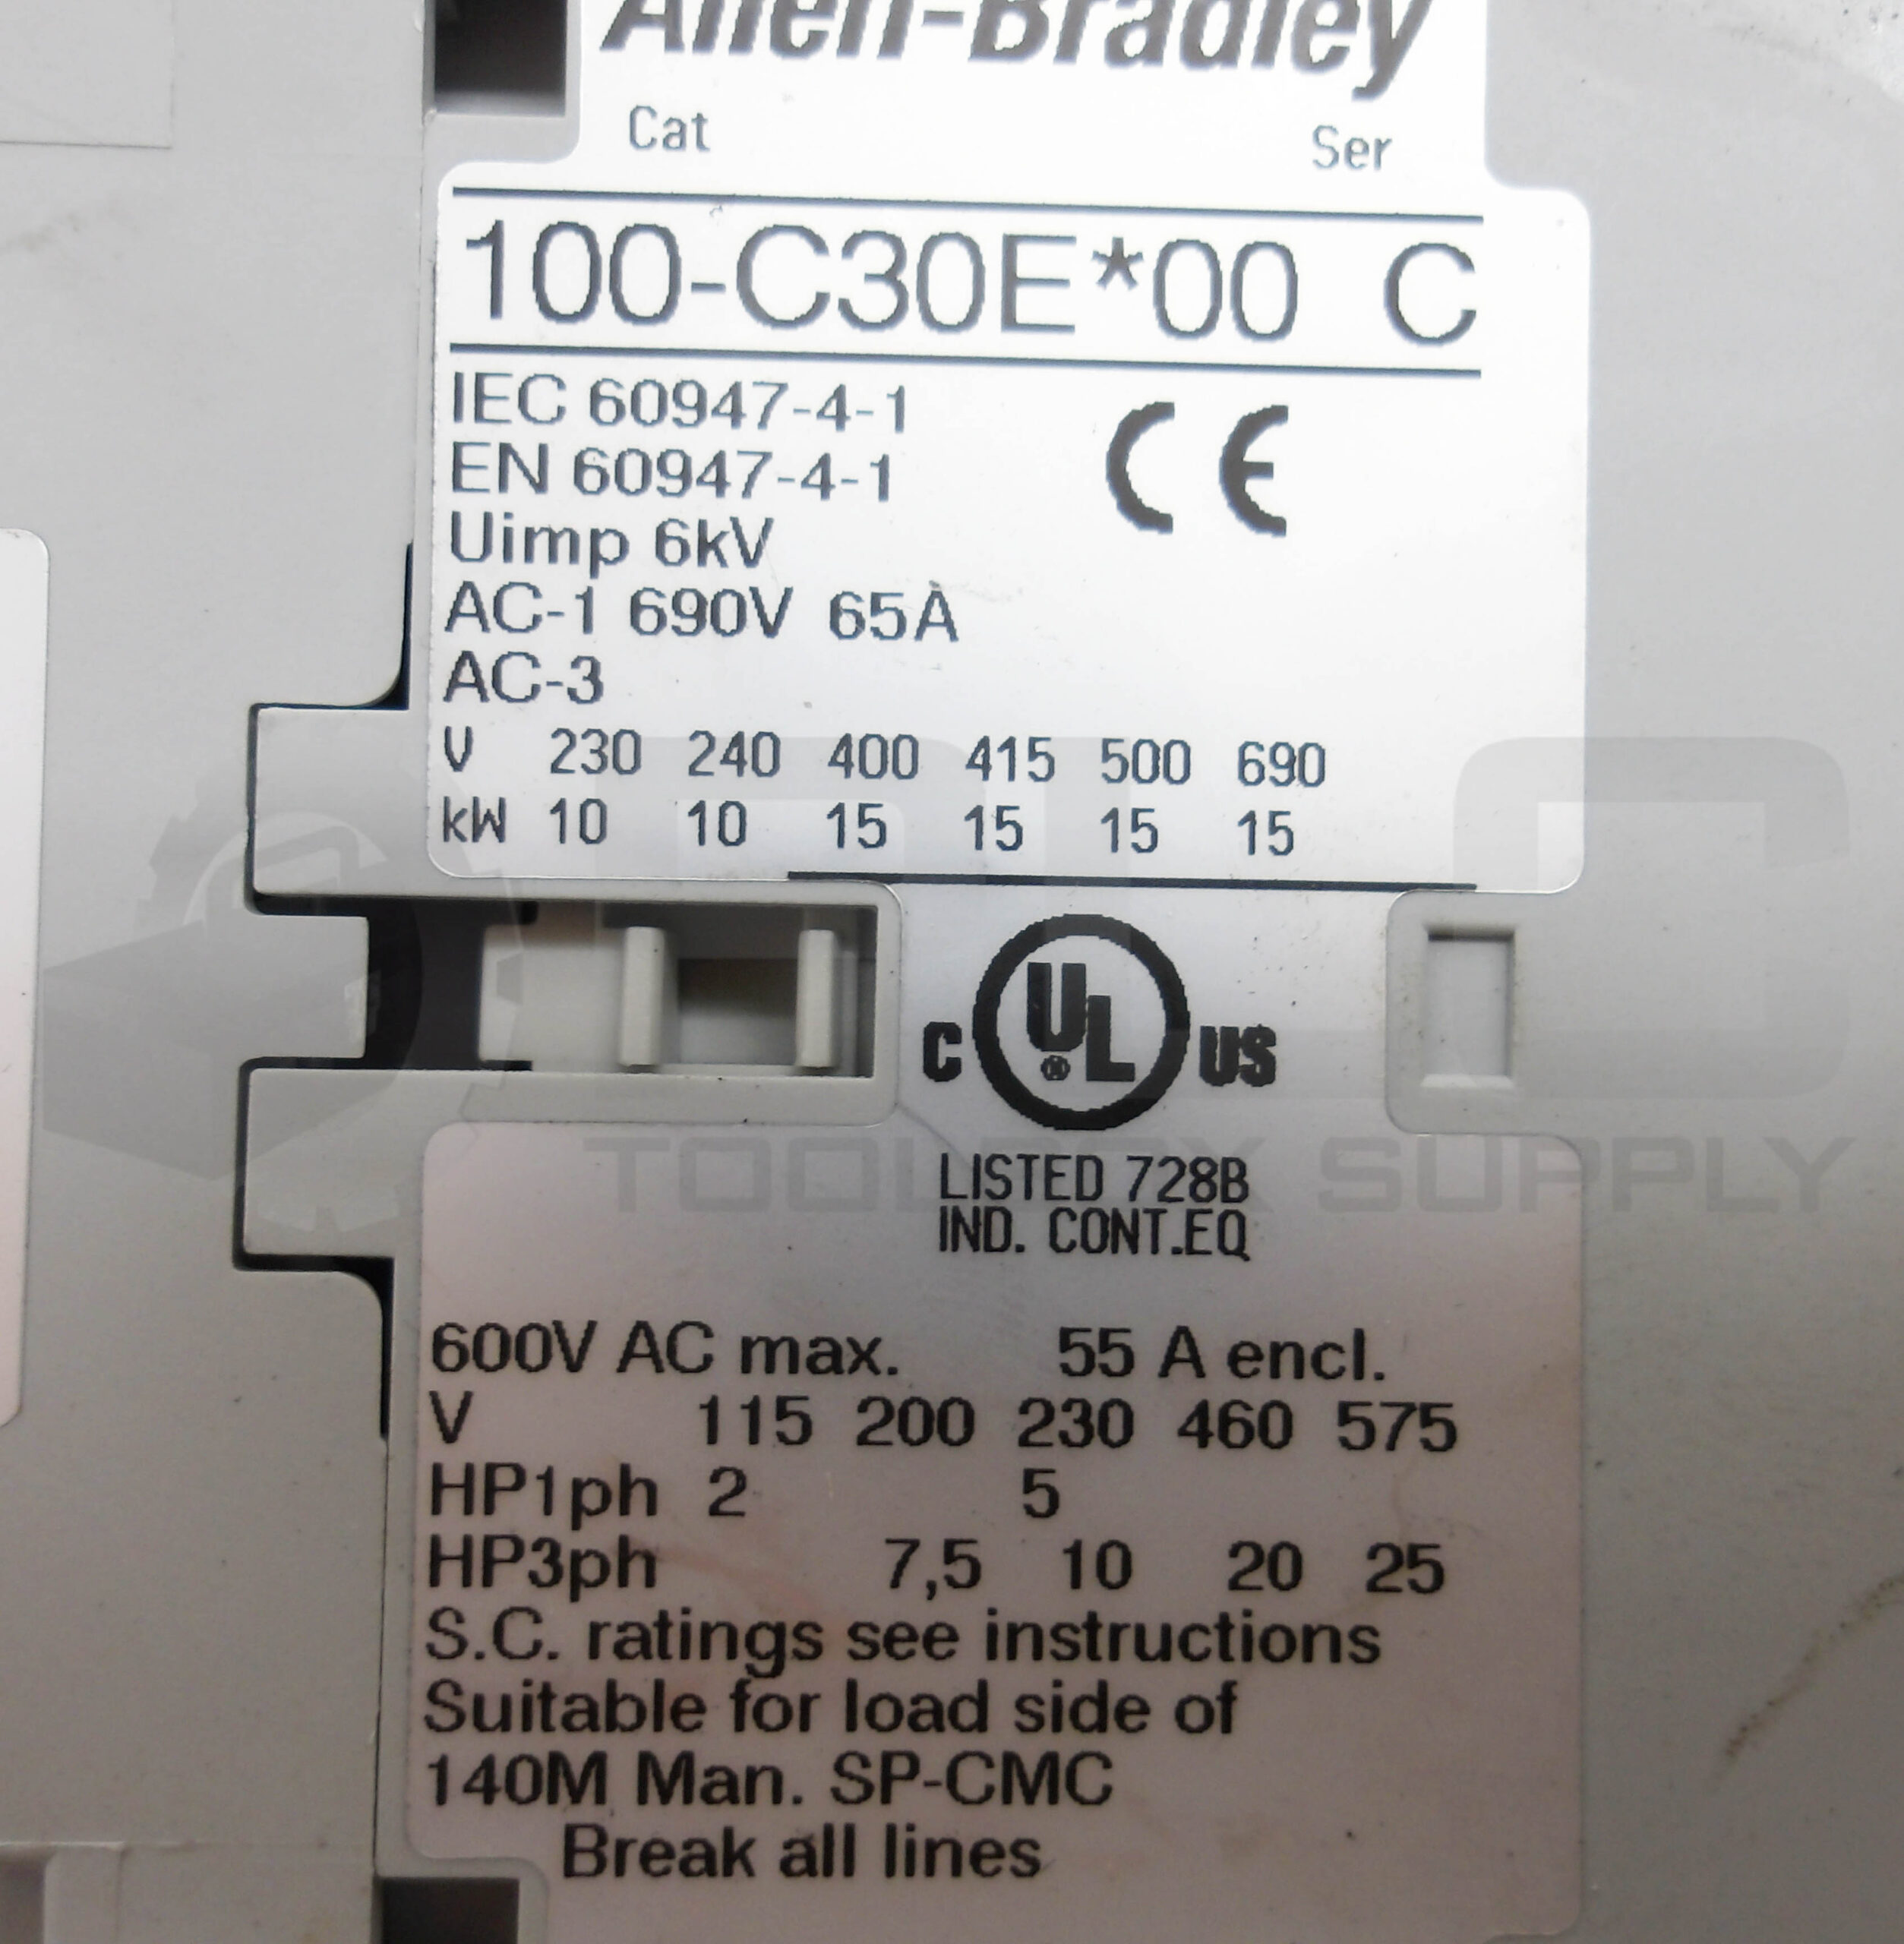 Allen-Bradley
Cat Ser
100-C30E*00 C
IEC 60947-4-1
EN 60947-4-1
CE
Uimp 6kV
AC-1 690V 65A
AC-3
V 230 240 400 415 500 690
kW 10 10 15 15 15 15
C UL ® US
LISTED 728B
IND. CONT.EQ
PLC
TOOLBOX SUPPLY
600V AC max. 55 A encl.
V 115 200 230 460 575
HP1ph 2 5
HP3ph 7,5 10 20 25
S.C. ratings see instructions
Suitable for load side of
140M Man. SP-CMC
Break all lines